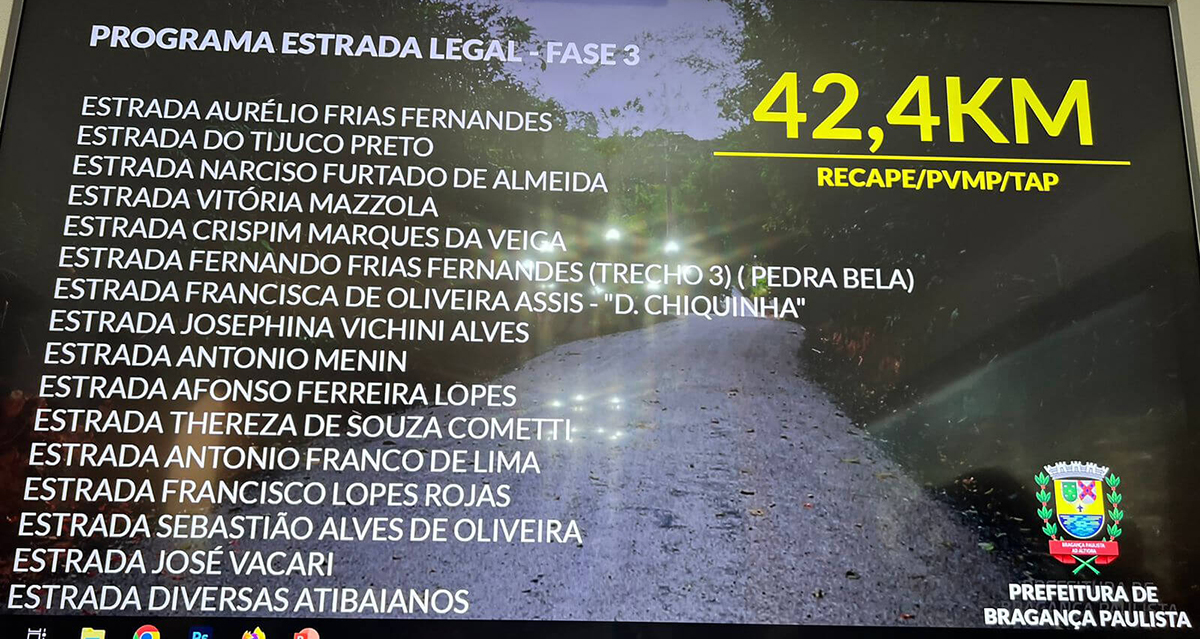 PROGRAMA ESTRADA LEGAL - FASE 3
ESTRADA AURÉLIO FRIAS FERNANDES
ESTRADA DO TIJUCO PRETO
ESTRADA NARCISO FURTADO DE ALMEIDA
ESTRADA VITÓRIA MAZZOLA
ESTRADA CRISPIM MARQUES DA VEIGA
ESTRADA FERNANDO FRIAS FERNANDES (TRECHO 3) ( PEDRA BELA)
ESTRADA FRANCISCA DE OLIVEIRA ASSIS - "D. CHIQUINHA"
ESTRADA JOSEPHINA VICHINI ALVES
ESTRADA ANTONIO MENIN
ESTRADA AFONSO FERREIRA LOPES
ESTRADA THEREZA DE SOUZA COMETTI
ESTRADA ANTONIO FRANCO DE LIMA
ESTRADA FRANCISCO LOPES ROJAS
ESTRADA SEBASTIÃO ALVES DE OLIVEIRA
ESTRADA JOSÉ VACARI
ESTRADA DIVERSAS ATIBAIANOS
42,4KM
RECAPE/PVMP/TAP
BRAGANÇA PAULISTA
PREFEITURA DE
BRAGANÇA PAULISTA
Ps